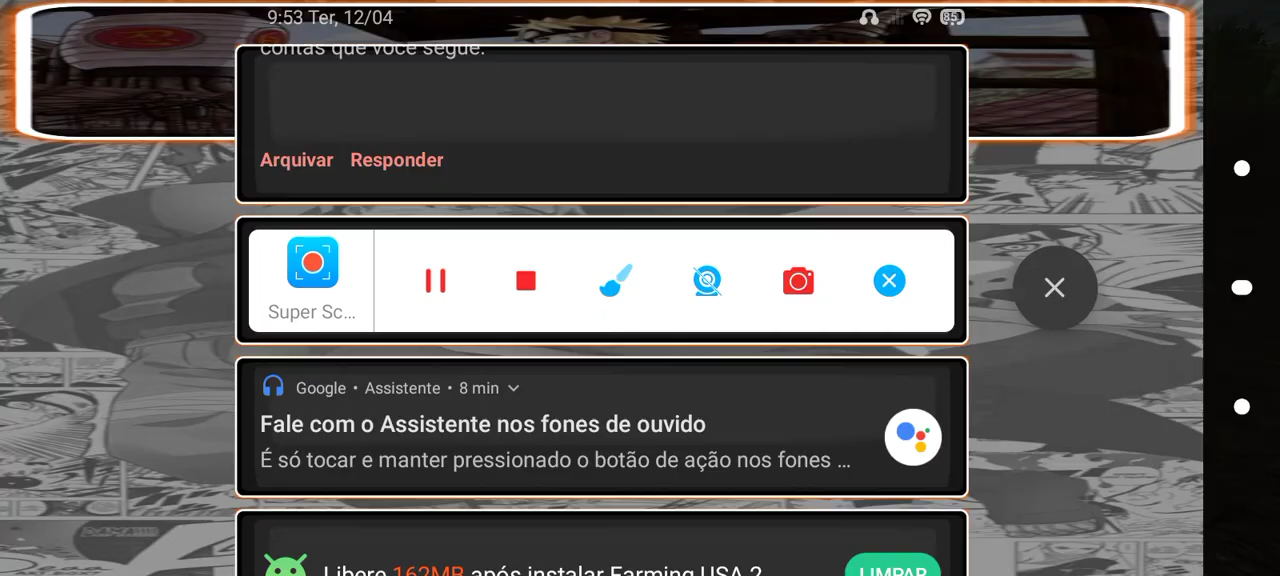 9:53 Ter, 12/04
85
contas que você segue.
Arquivar Responder
Super Sc...
Google • Assistente • 8 min
Fale com o Assistente nos fones de ouvido
É só tocar e manter pressionado o botão de ação nos fones ...
Libere 162MB após instalar Farming USA 2
LIMPAR